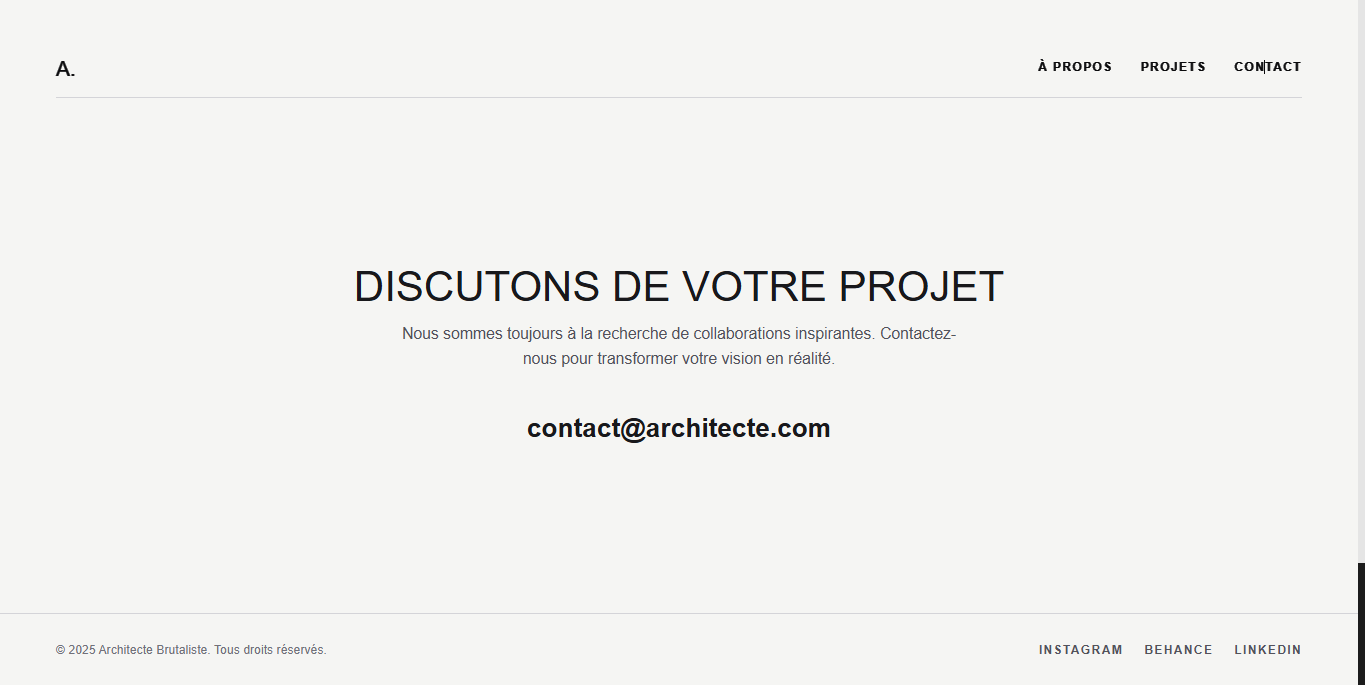 A.
À PROPOS PROJETS CONTACT
DISCUTONS DE VOTRE PROJET
Nous sommes toujours à la recherche de collaborations inspirantes. Contactez-
nous pour transformer votre vision en réalité.
contact@architecte.com
© 2025 Architecte Brutaliste. Tous droits réservés.
INSTAGRAM BEHANCE LINKEDIN